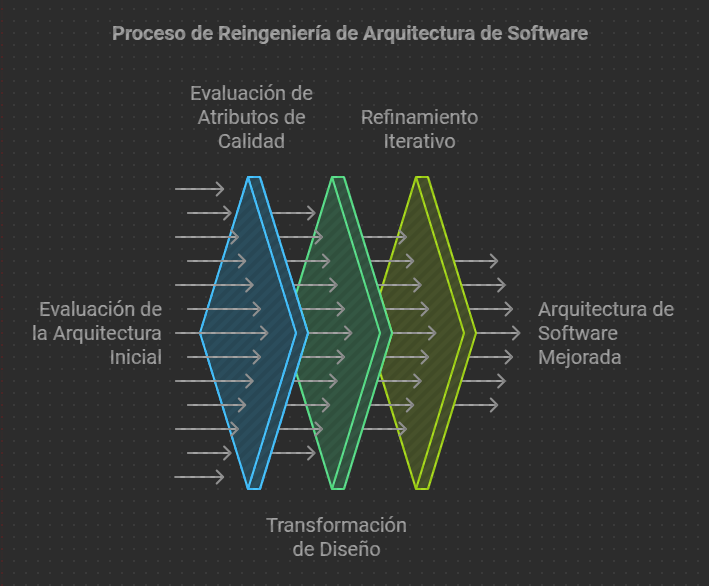 Proceso de Reingeniería de Arquitectura de Software
Evaluación de
Atributos de
Calidad
Refinamiento
Iterativo
Evaluación de
la Arquitectura
Inicial
Arquitectura de
Software
Mejorada
Transformación
de Diseño